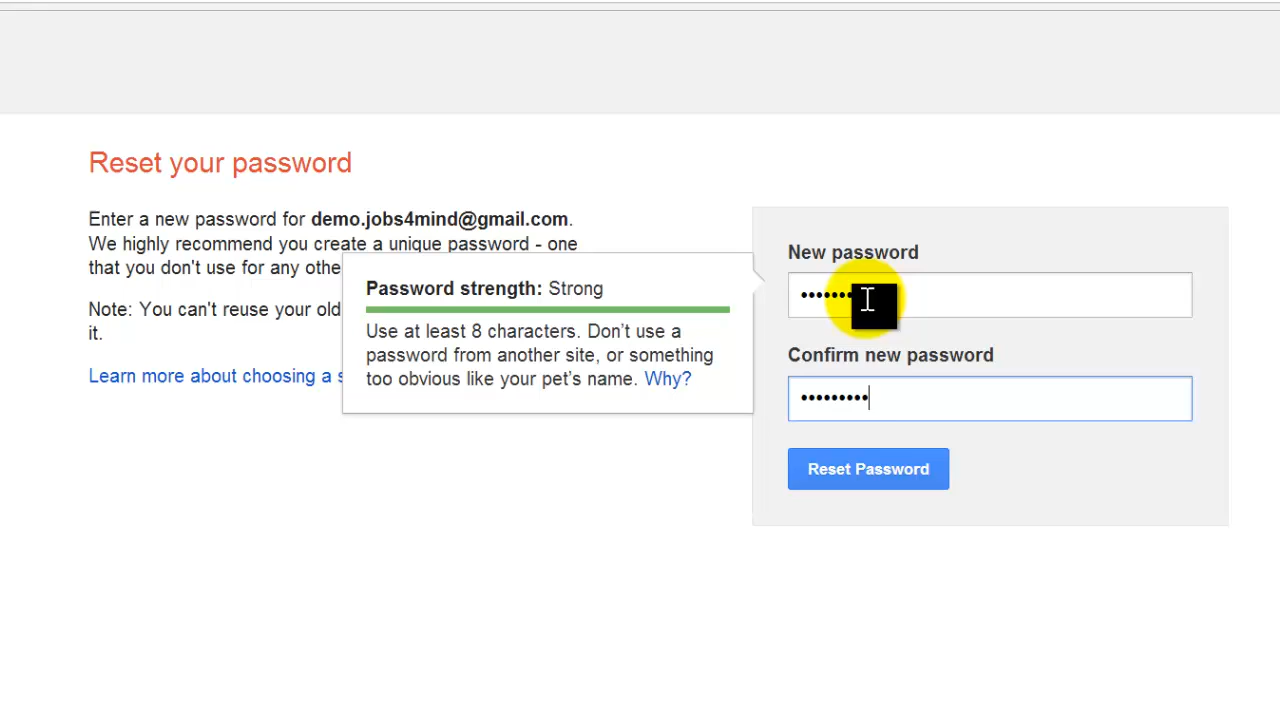 Reset your password
Enter a new password for demo.jobs4mind@gmail.com.
We highly recommend you create a unique password - one
that you don't use for any othe
Note: You can't reuse your old
it.
Learn more about choosing a s
Password strength: Strong
Use at least 8 characters. Don't use a
password from another site, or something
too obvious like your pet's name. Why?
New password
Confirm new password
•••••••••
Reset Password